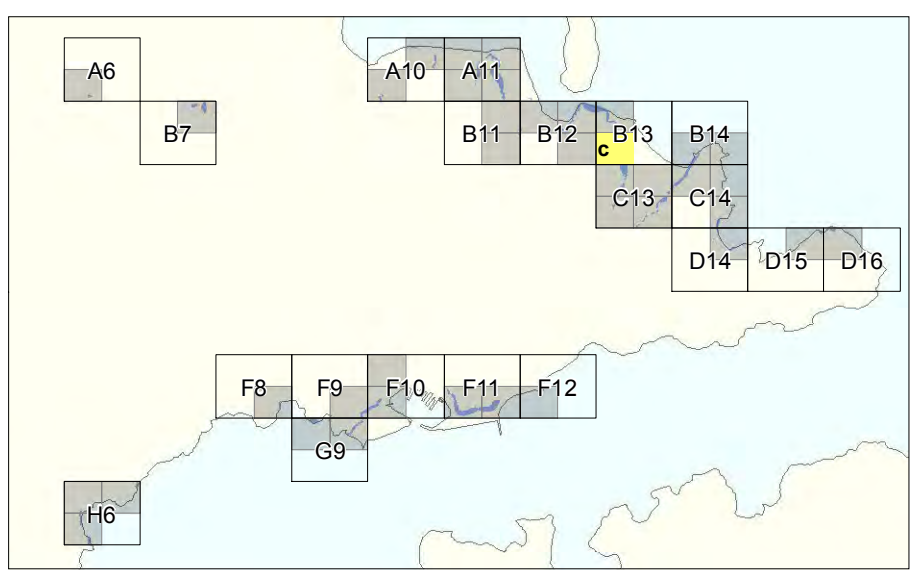 A6 A10 A11
B7 B11 B12 B13 B14
c
C13 C14
D14 D15 D16
F8 F9 F10 F11 F12
G9
H6